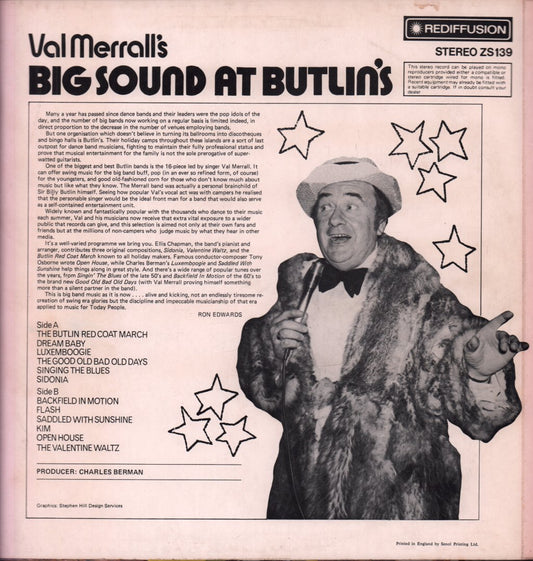 REDIFFUSION
STEREO ZS139
This stereo record can be played on mono
reproducers provided either a compatible or
stereo cartridge wired for mono is fitted.
Recent equipment may already be fitted with
a suitable cartridge. If in doubt consult your
dealer
Val Merrall's
BIG SOUND AT BUTLIN'S
Many a year has passed since dance bands and their leaders were the pop idols of the
day, and the number of big bands now working on a regular basis is limited indeed, in
direct proportion to the decrease in the number of venues employing bands.
But one organisation which doesn't believe in turning its ballrooms into discotheques
and bingo halls is Butlin's. Their holiday camps throughout these islands are a sort of last
outpost for dance band musicians, fighting to maintain their fully professional status and
prove that musical entertainment for the family is not the sole prerogative of super-
watted guitarists.
One of the biggest and best Butlin bands is the 16-piece led by singer Val Merrall. It
can offer swing music for the big band buff, pop (in an ever so refined form, of course)
for the youngsters, and good old-fashioned corn for those who don't know much about
music but like what they know. The Merrall band was actually a personal brainchild of
Sir Billy Butlin himself. Seeing how popular Val's vocal act was with campers he realised
that the personable singer would be the ideal front man for a band that would also serve
as a self-contained entertainment unit.
Widely known and fantastically popular with the thousands who dance to their music
each summer, Val and his musicians now receive that extra vital exposure to a wider
public that records can give, and this selection is aimed not only at their own fans and
friends but at the millions of non-campers who judge music by what they hear in other
media.
It's a well-varied programme we bring you. Ellis Chapman, the band's pianist and
arranger, contributes three original compositions, Sidonia, Valentine Waltz, and the
Butlin Red Coat March known to all holiday makers. Famous conductor-composer Tony
Osborne wrote Open House, while Charles Berman's Luxemboogie and Saddled With
Sunshine help things along in great style. And there's a wide range of popular tunes over
the years, from Singin' The Blues of the late 50's and Backfield In Motion of the 60's to
the brand new Good Old Bad Old Days (with Val Merrall proving himself something
more than a silent partner in the band).
This is big band music as it is now . . . . alive and kicking, not an endlessly tiresome re-
creation of swing era glories but the discipline and impeccable musicianship of that era
applied to music for Today People.
RON EDWARDS
Side A
THE BUTLIN RED COAT MARCH
DREAM BABY
LUXEMBOOGIE
THE GOOD OLD BAD OLD DAYS
SINGING THE BLUES
SIDONIA
Side B
BACKFIELD IN MOTION
FLASH
SADDLED WITH SUNSHINE
KIM
OPEN HOUSE
THE VALENTINE WALTZ
PRODUCER: CHARLES BERMAN
Graphics: Stephen Hill Design Services
Printed in England by Senol Printing Ltd.